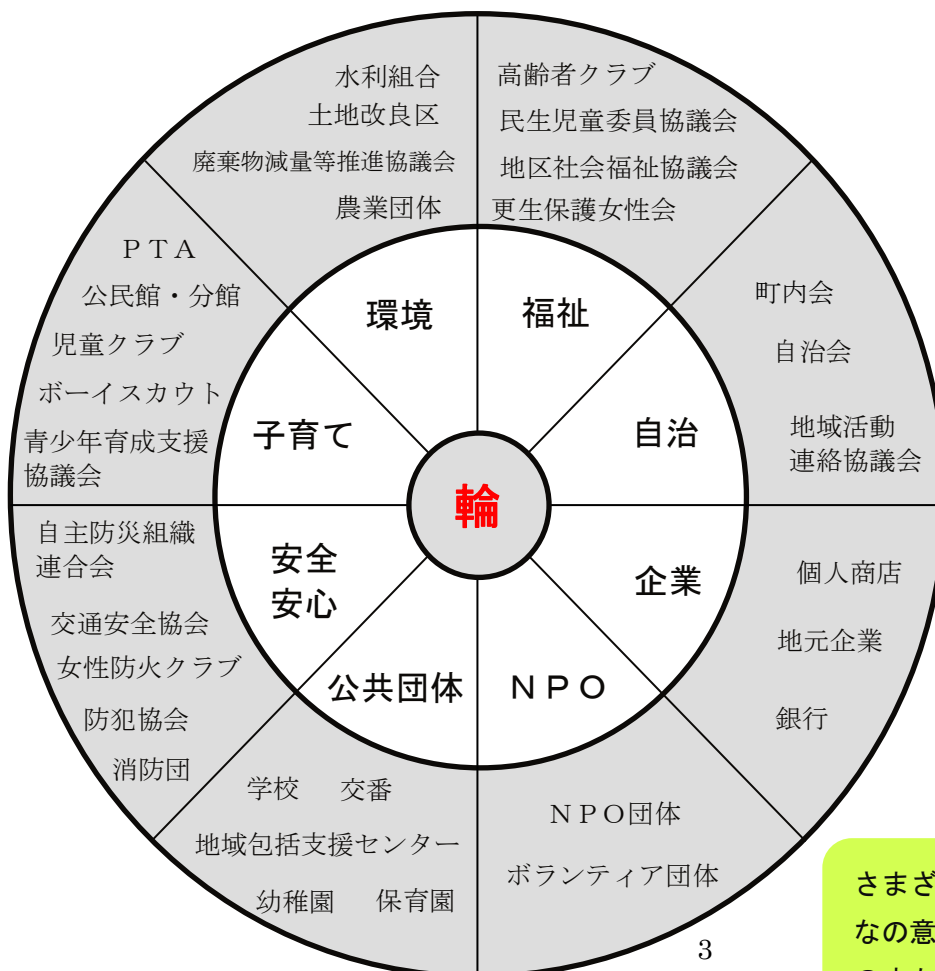 水利組合
土地改良区
廃棄物減量等推進協議会
農業団体
高齢者クラブ
民生児童委員協議会
地区社会福祉協議会
更生保護女性会
ＰＴＡ
公民館・分館
児童クラブ
ボーイスカウト
青少年育成支援
協議会
環境
福祉
町内会
自治会
地域活動
連絡協議会
子育て
自治
輪
自主防災組織
連合会
交通安全協会
女性防火クラブ
防犯協会
消防団
安全
安心
企業
個人商店
地元企業
銀行
公共団体
ＮＰＯ
学校　交番
地域包括支援センター
幼稚園　保育園
ＮＰＯ団体
ボランティア団体
3
さまざ
なの意